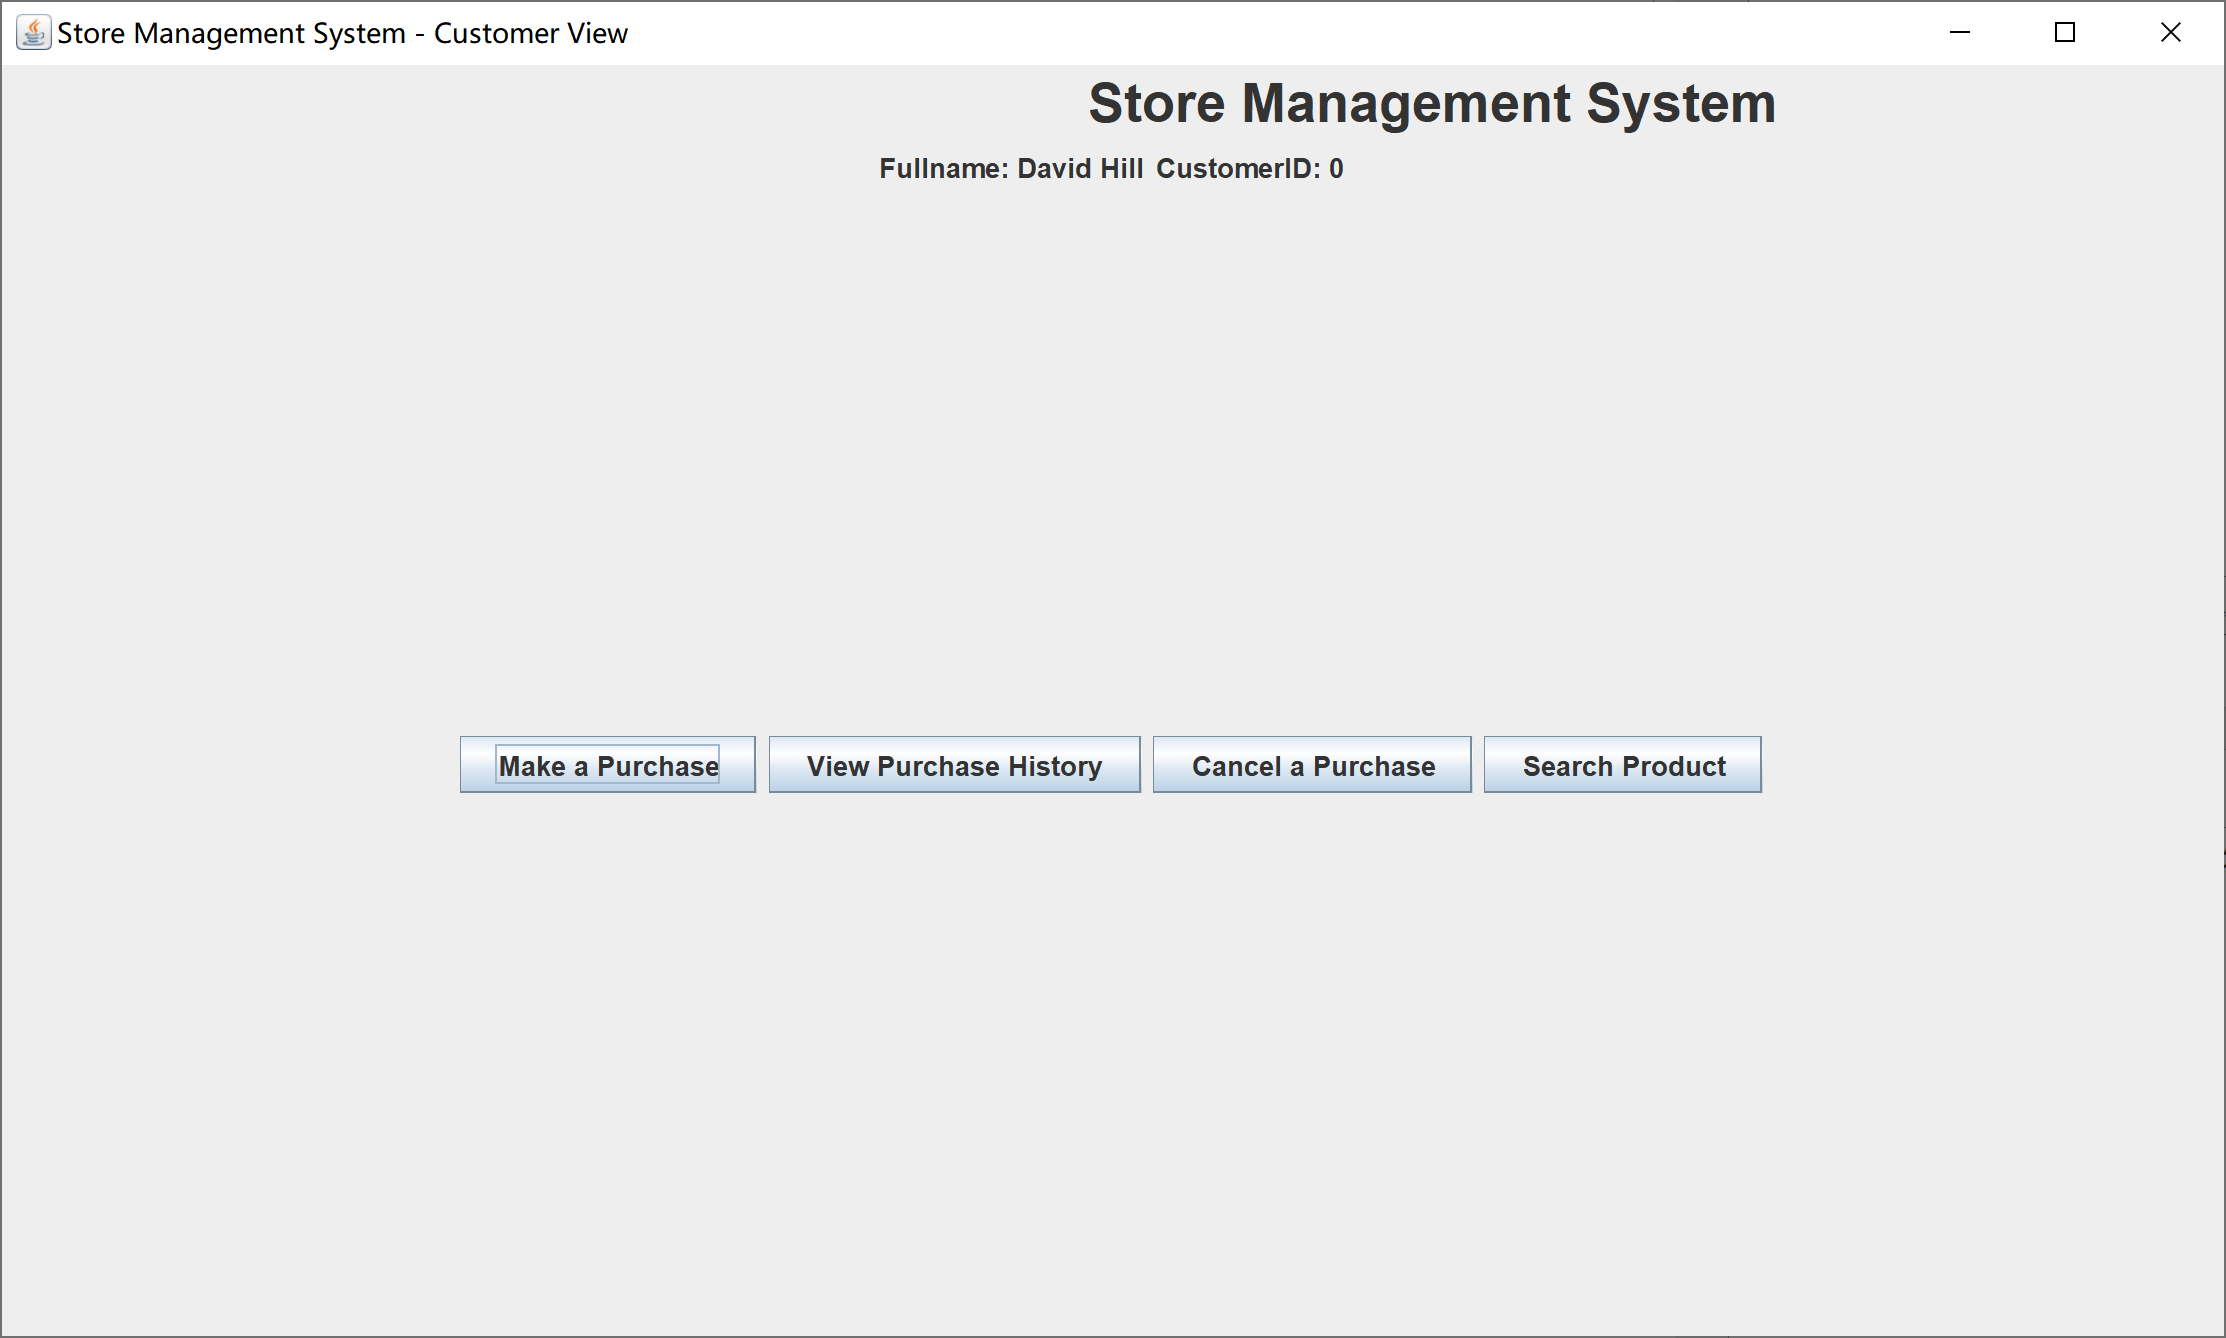 Store Management System - Customer View
Store Management System
Fullname: David Hill CustomerID: 0
Make a Purchase
View Purchase History
Cancel a Purchase
Search Product